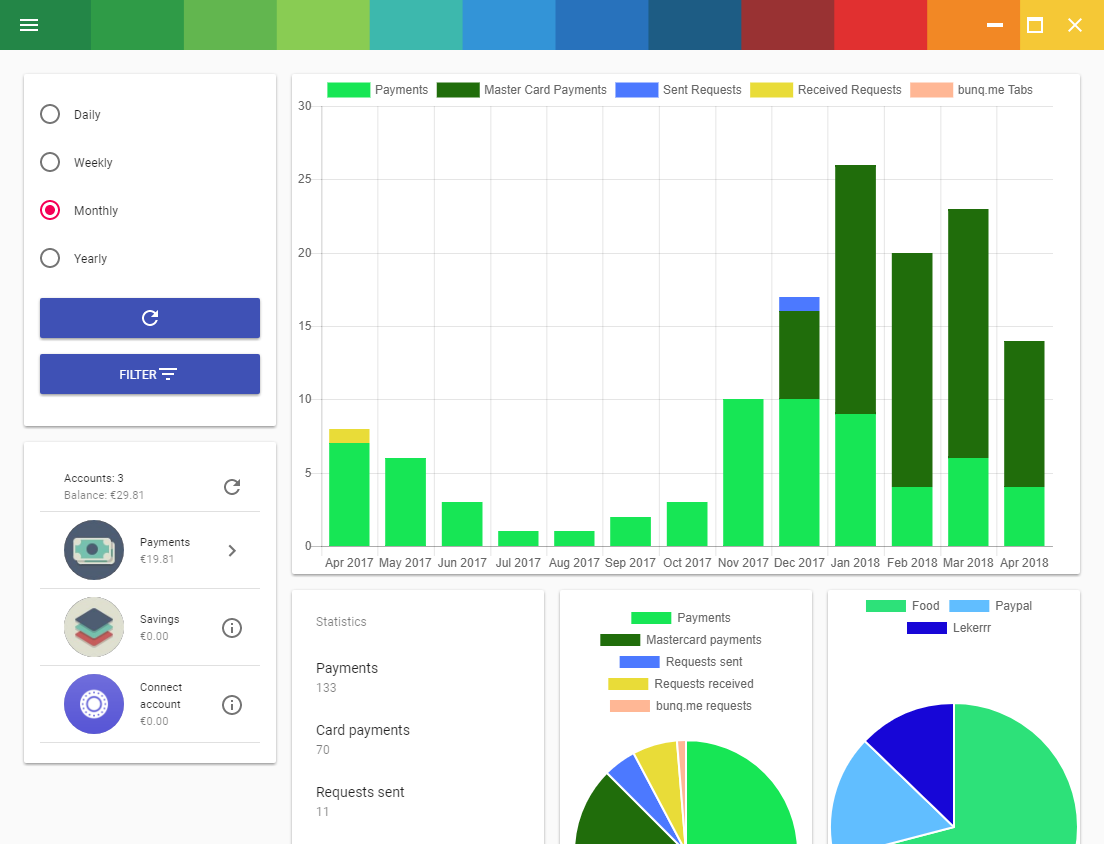 Daily
Weekly
Monthly
Yearly
FILTER
Accounts: 3
Balance: €29.81
Payments
€19.81
Savings
€0.00
Connect
account
€0.00
Payments Master Card Payments Sent Requests Received Requests bunq.me Tabs
30
25
20
15
10
5
0
Apr 2017 May 2017 Jun 2017 Jul 2017 Aug 2017 Sep 2017 Oct 2017 Nov 2017 Dec 2017 Jan 2018 Feb 2018 Mar 2018 Apr 2018
Statistics
Payments
133
Card payments
70
Requests sent
11
Payments
Mastercard payments
Requests sent
Requests received
bunq.me requests
Food Paypal
Lekerrr